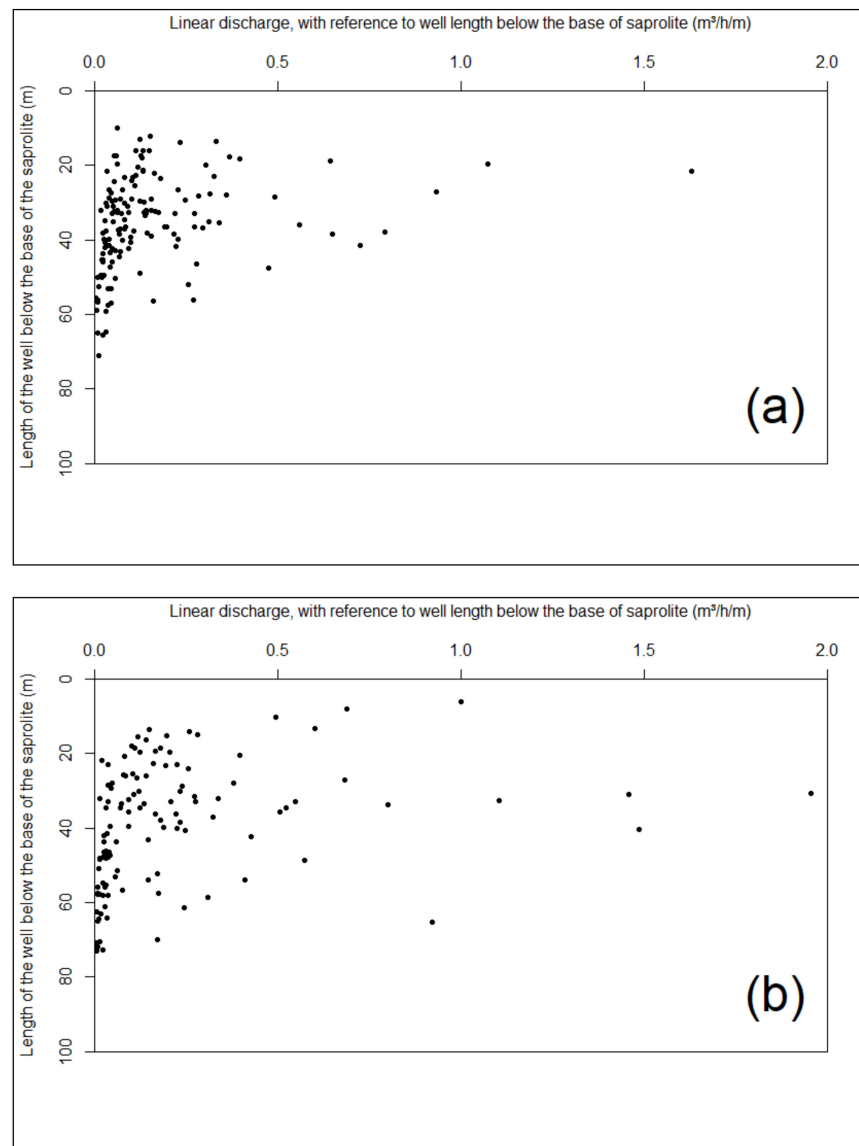 Linear discharge, with reference to well length below the base of saprolite (m³/h/m)
0.0 0.5 1.0 1.5 2.0
Length of the well below the base of the saprolite (m)
0
20
40
60
80
100
(a)
Linear discharge, with reference to well length below the base of saprolite (m³/h/m)
0.0 0.5 1.0 1.5 2.0
Length of the well below the base of the saprolite (m)
0
20
40
60
80
100
(b)